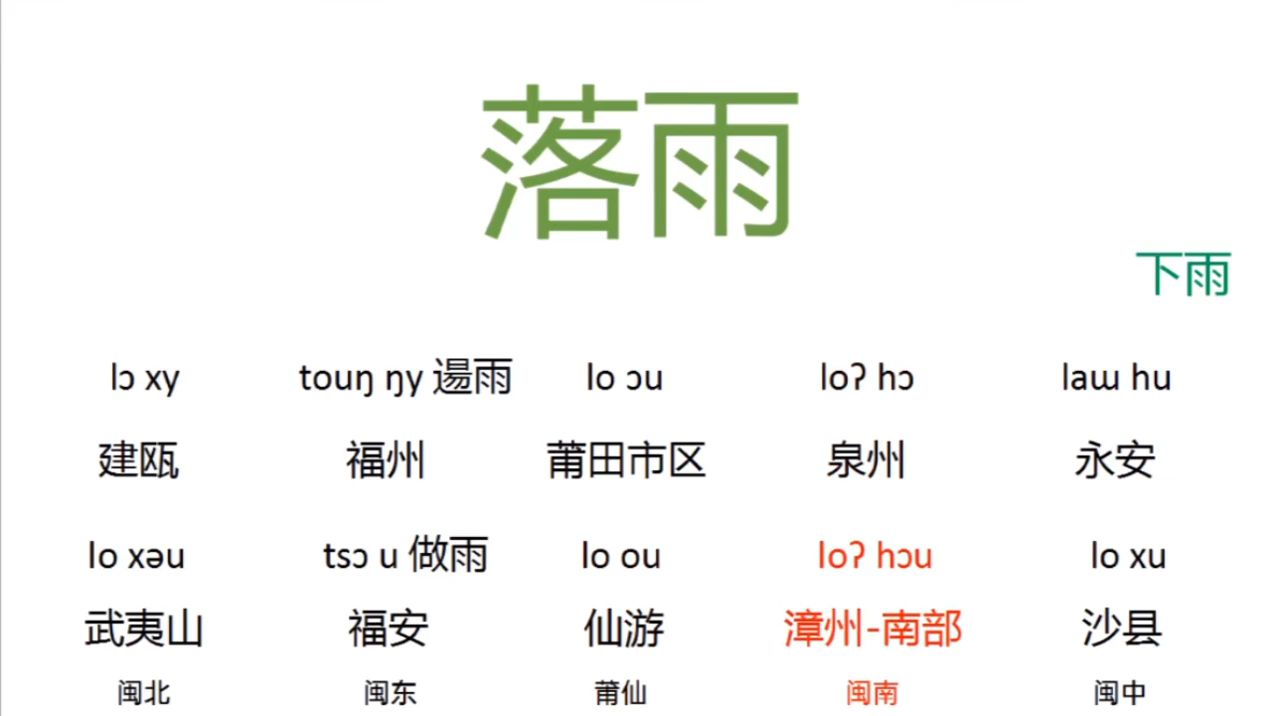 落雨
下雨
lɔ xy touŋ ŋy 逿雨 lo ɔu loʔ hɔ laɯ hu
建瓯 福州 莆田市区 泉州 永安
lo xəu tsɔ u 做雨 lo ou loʔ hɔu lo xu
武夷山 福安 仙游 漳州-南部 沙县
闽北 闽东 莆仙 闽南 闽中